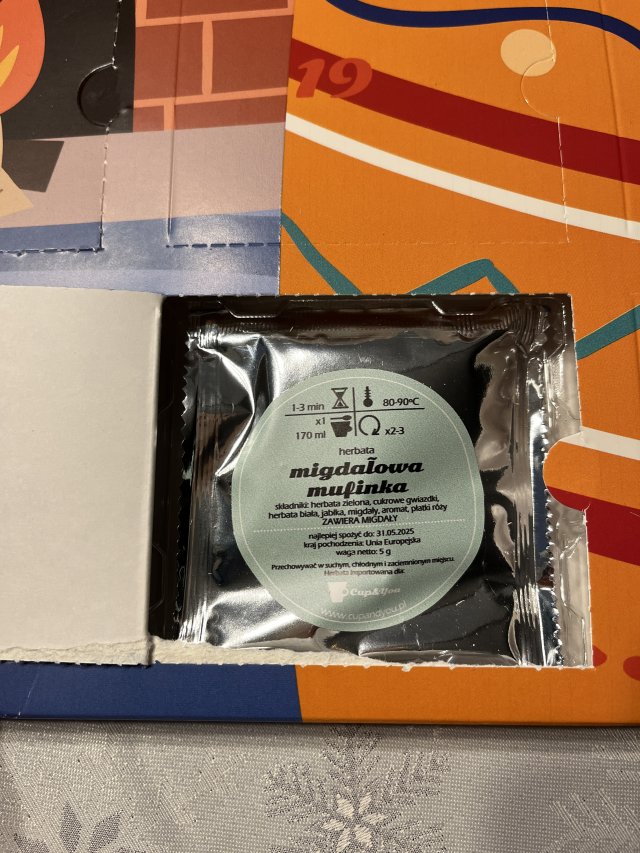 19
1-3 min 80-90ºC
x1
170 ml x2-3
herbata
migdałowa
mufinka
składniki: herbata zielona, cukrowe gwiazdki,
herbata biała, jabłka, migdały, aromat, płatki róży
ZAWIERA MIGDAŁY
najlepiej spożyć do: 31.05.2025
kraj pochodzenia: Unia Europejska
waga netto: 5 g
Przechowywać w suchym, chłodnym i zaciemnionym miejscu.
Herbata importowana dla:
Cup&You
www.cupandyou.pl